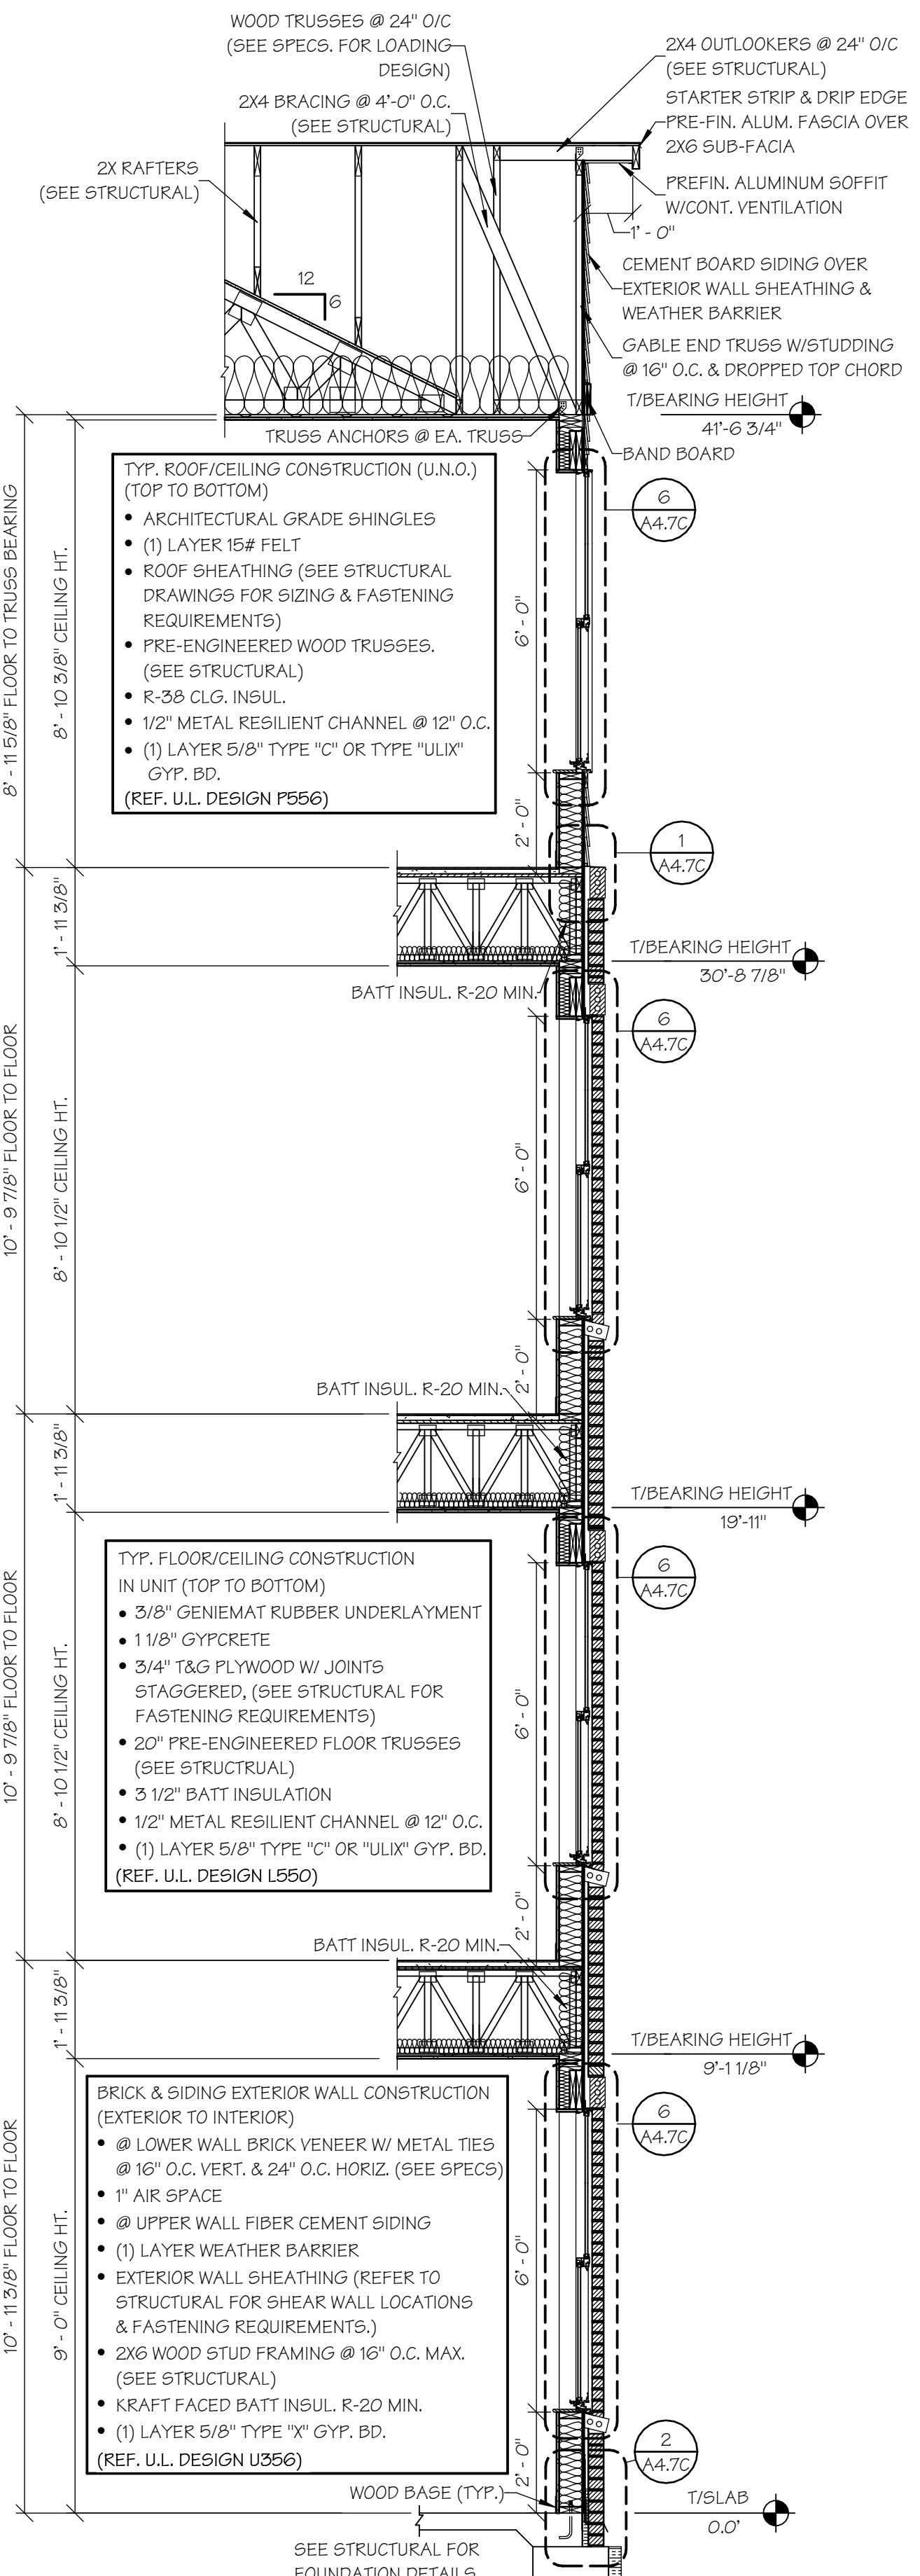 WOOD TRUSSES @ 24" O/C
(SEE SPECS. FOR LOADING
DESIGN)
2X4 BRACING @ 4'-0" O.C.
(SEE STRUCTURAL)
2X RAFTERS
(SEE STRUCTURAL)
2X4 OUTLOOKERS @ 24" O/C
(SEE STRUCTURAL)
STARTER STRIP & DRIP EDGE
PRE-FIN. ALUM. FASCIA OVER
2X6 SUB-FACIA
PREFIN. ALUMINUM SOFFIT
W/CONT. VENTILATION
1' - 0"
CEMENT BOARD SIDING OVER
EXTERIOR WALL SHEATHING &
WEATHER BARRIER
12
6
GABLE END TRUSS W/STUDDING
@ 16" O.C. & DROPPED TOP CHORD
T/BEARING HEIGHT
41'-6 3/4"
TRUSS ANCHORS @ EA. TRUSS
BAND BOARD
TYP. ROOF/CEILING CONSTRUCTION (U.N.O.)
(TOP TO BOTTOM)
• ARCHITECTURAL GRADE SHINGLES
• (1) LAYER 15# FELT
• ROOF SHEATHING (SEE STRUCTURAL
DRAWINGS FOR SIZING & FASTENING
REQUIREMENTS)
• PRE-ENGINEERED WOOD TRUSSES.
(SEE STRUCTURAL)
• R-38 CLG. INSUL.
• 1/2" METAL RESILIENT CHANNEL @ 12" O.C.
• (1) LAYER 5/8" TYPE "C" OR TYPE "ULIX"
GYP. BD.
(REF. U.L. DESIGN P556)
8' - 11 5/8" FLOOR TO TRUSS BEARING
8' - 10 3/8" CEILING HT.
6' - 0"
6
A4.7C
2' - 0"
1
A4.7C
1' - 11 3/8"
T/BEARING HEIGHT
30'-8 7/8"
BATT INSUL. R-20 MIN.
6
A4.7C
10' - 9 7/8" FLOOR TO FLOOR
8' - 10 1/2" CEILING HT.
6' - 0"
2' - 0"
BATT INSUL. R-20 MIN.
1' - 11 3/8"
T/BEARING HEIGHT
19'-11"
6
A4.7C
TYP. FLOOR/CEILING CONSTRUCTION
IN UNIT (TOP TO BOTTOM)
• 3/8" GENIEMAT RUBBER UNDERLAYMENT
• 1 1/8" GYPCRETE
• 3/4" T&G PLYWOOD W/ JOINTS
STAGGERED, (SEE STRUCTURAL FOR
FASTENING REQUIREMENTS)
• 20" PRE-ENGINEERED FLOOR TRUSSES
(SEE STRUCTRUAL)
• 3 1/2" BATT INSULATION
• 1/2" METAL RESILIENT CHANNEL @ 12" O.C.
• (1) LAYER 5/8" TYPE "C" OR "ULIX" GYP. BD.
(REF. U.L. DESIGN L550)
10' - 9 7/8" FLOOR TO FLOOR
8' - 10 1/2" CEILING HT.
6' - 0"
2' - 0"
BATT INSUL. R-20 MIN.
1' - 11 3/8"
T/BEARING HEIGHT
9'-1 1/8"
6
A4.7C
BRICK & SIDING EXTERIOR WALL CONSTRUCTION
(EXTERIOR TO INTERIOR)
• @ LOWER WALL BRICK VENEER W/ METAL TIES
@ 16" O.C. VERT. & 24" O.C. HORIZ. (SEE SPECS)
• 1" AIR SPACE
• @ UPPER WALL FIBER CEMENT SIDING
• (1) LAYER WEATHER BARRIER
• EXTERIOR WALL SHEATHING (REFER TO
STRUCTURAL FOR SHEAR WALL LOCATIONS
& FASTENING REQUIREMENTS.)
• 2X6 WOOD STUD FRAMING @ 16" O.C. MAX.
(SEE STRUCTURAL)
• KRAFT FACED BATT INSUL. R-20 MIN.
• (1) LAYER 5/8" TYPE "X" GYP. BD.
(REF. U.L. DESIGN U356)
10' - 11 3/8" FLOOR TO FLOOR
9' - 0" CEILING HT.
6' - 0"
2' - 0"
2
A4.7C
WOOD BASE (TYP.)
T/SLAB
0.0'
SEE STRUCTURAL FOR
FOUNDATION DETAILS